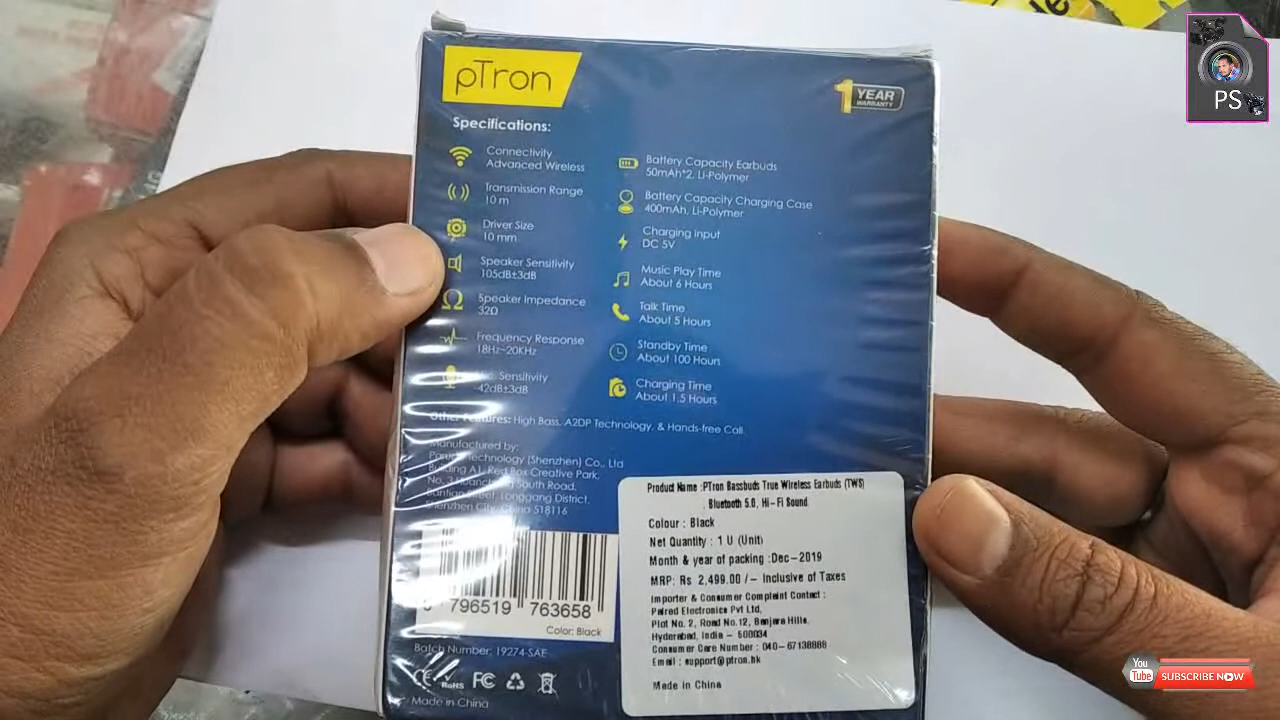 pTron
1 YEAR
WARRANTY
PS
Specifications:
Connectivity
Advanced Wireless
Transmission Range
10 m
Driver Size
10 mm
Speaker Sensitivity
105dB±3dB
Speaker Impedance
32Ω
Frequency Response
18Hz~20KHz
Sensitivity
-42dB±3dB
Battery Capacity Earbuds
50mAh*2, Li-Polymer
Battery Capacity Charging Case
400mAh, Li-Polymer
Charging Input
DC 5V
Music Play Time
About 6 Hours
Talk Time
About 5 Hours
Standby Time
About 100 Hours
Charging Time
About 1.5 Hours
Other Features: High Bass, A2DP Technology, & Hands-free Call
Manufactured by:
Technology (Shenzhen) Co., Ltd
Building A1, Red Box Creative Park,
South Road,
Bantian Street, Longgang District,
Shenzhen City, China 518116
796519 763658
Color: Black
Batch Number: 19274-SAE
CE RoHS FC
Made in China
Product Name :PTron Bassbuds True Wireless Earbuds (TWS)
Bluetooth 5.0, Hi-Fi Sound
Colour : Black
Net Quantity : 1 U (Unit)
Month & year of packing :Dec-2019
MRP: Rs 2,499.00/- Inclusive of Taxes
Importer & Consumer Complaint Contact :
Paired Electronics Pvt Ltd,
Plot No. 2, Road No.12, Banjara Hills,
Hyderabad, India - 500034
Consumer Care Number : 040-67138888
Email : support@ptron.hk
Made in China
You
Tube
SUBSCRIBE NOW